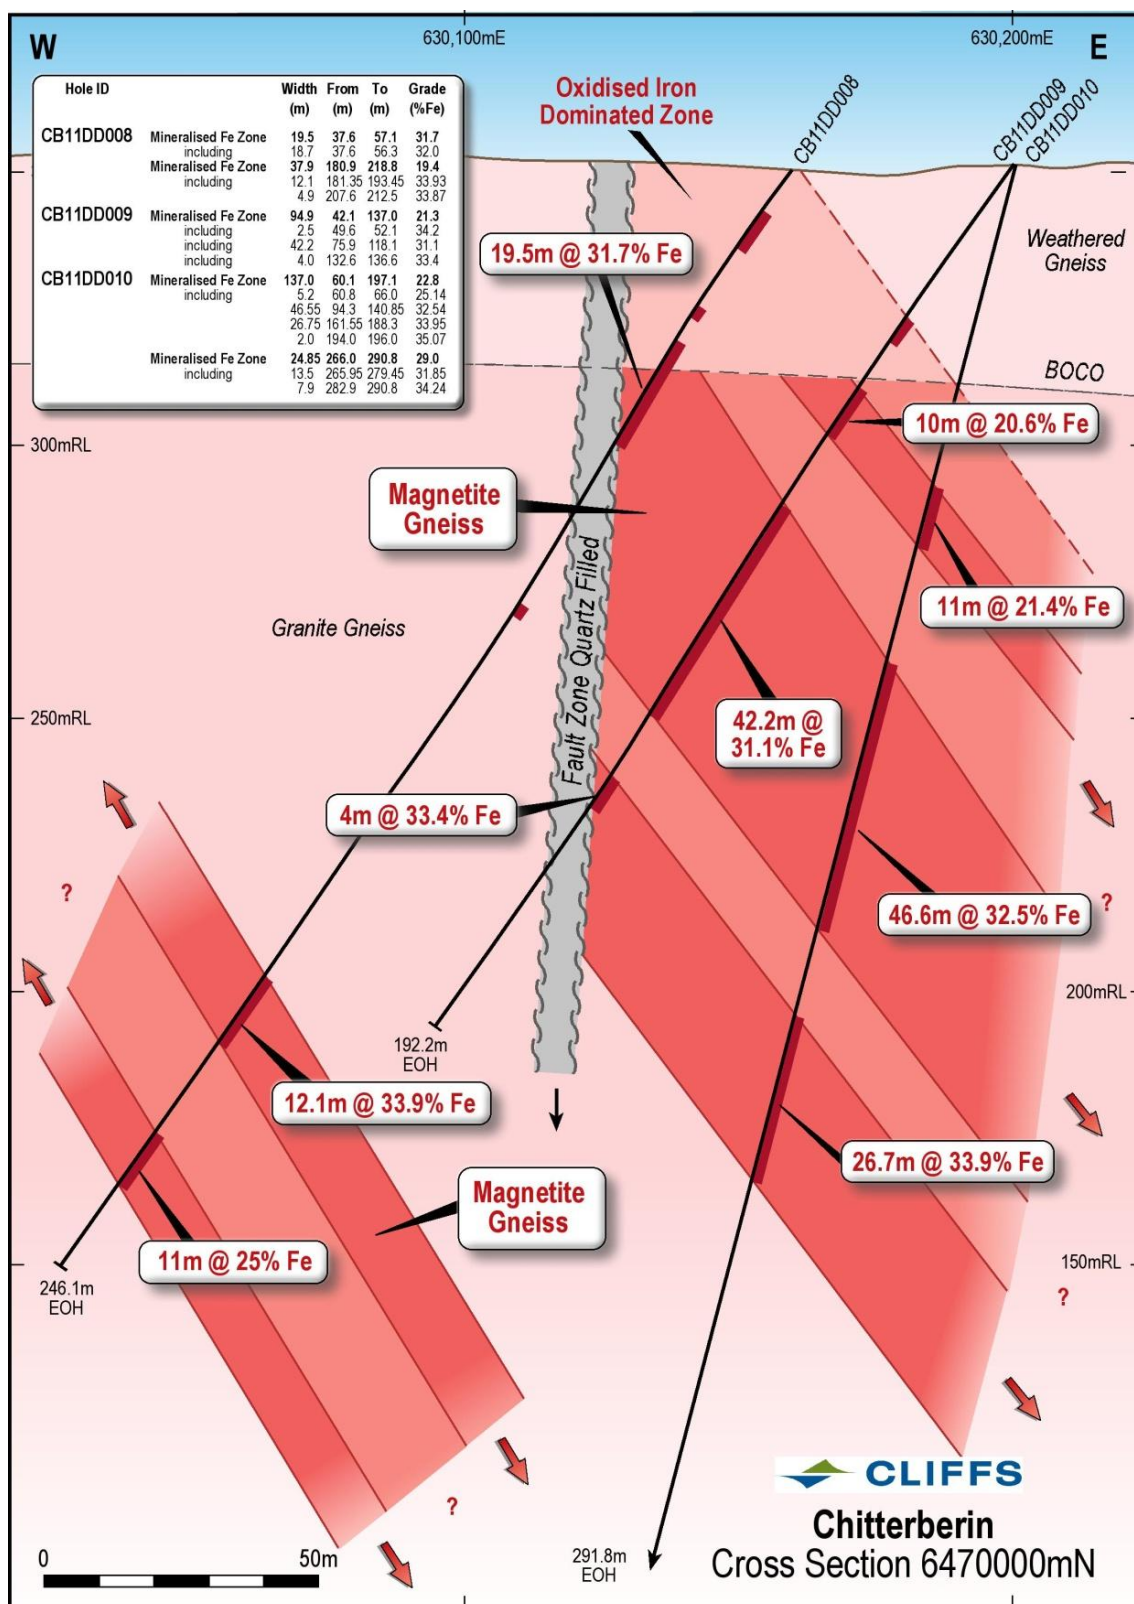 W
630,100mE
630,200mE
E
Hole ID Width From To Grade
(m) (m) (m) (%Fe)
CB11DD008 Mineralised Fe Zone 19.5 37.6 57.1 31.7
including 18.7 37.6 56.3 32.0
Mineralised Fe Zone 37.9 180.9 218.8 19.4
including 12.1 181.35 193.45 33.93
4.9 207.6 212.5 33.87
CB11DD009 Mineralised Fe Zone 94.9 42.1 137.0 21.3
including 2.5 49.6 52.1 34.2
including 42.2 75.9 118.1 31.1
including 4.0 132.6 136.6 33.4
CB11DD010 Mineralised Fe Zone 137.0 60.1 197.1 22.8
including 5.2 60.8 66.0 25.14
46.55 94.3 140.85 32.54
26.75 161.55 188.3 33.95
2.0 194.0 196.0 35.07
Mineralised Fe Zone 24.85 266.0 290.8 29.0
including 13.5 265.95 279.45 31.85
7.9 282.9 290.8 34.24
Oxidised Iron
Dominated Zone
CB11DD008
CB11DD009
CB11DD010
19.5m @ 31.7% Fe
Weathered
Gneiss
BOCO
10m @ 20.6% Fe
300mRL
Magnetite
Gneiss
Fault Zone Quartz Filled
11m @ 21.4% Fe
Granite Gneiss
250mRL
42.2m @
31.1% Fe
4m @ 33.4% Fe
?
?
46.6m @ 32.5% Fe
200mRL
192.2m
EOH
12.1m @ 33.9% Fe
26.7m @ 33.9% Fe
Magnetite
Gneiss
11m @ 25% Fe
150mRL
246.1m
EOH
?
?
CLIFFS
Chitterberin
Cross Section 6470000mN
0 50m
291.8m
EOH